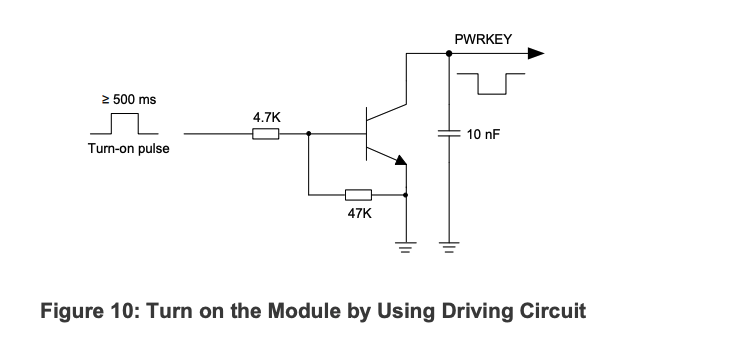 PWRKEY
≥ 500 ms
4.7K
10 nF
Turn-on pulse
47K
Figure 10: Turn on the Module by Using Driving Circuit